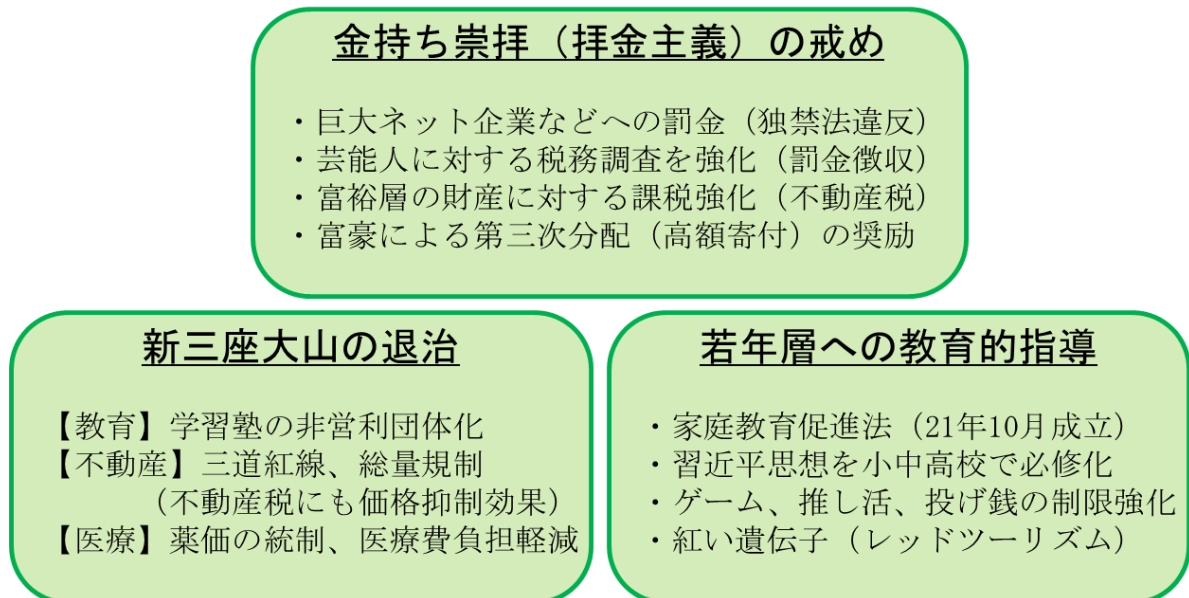 金持ち崇拝（拝金主義）の戒め
・巨大ネット企業などへの罰金（独禁法違反）
・芸能人に対する税務調査を強化（罰金徴収）
・富裕層の財産に対する課税強化（不動産税）
・富豪による第三次分配（高額寄付）の奨励
新三座大山の退治
【教育】学習塾の非営利団体化
【不動産】三道紅線、総量規制
（不動産税にも価格抑制効果）
【医療】薬価の統制、医療費負担軽減
若年層への教育的指導
・家庭教育促進法（21年10月成立）
・習近平思想を小中高校で必修化
・ゲーム、推し活、投げ銭の制限強化
・紅い遺伝子（レッドツーリズム）